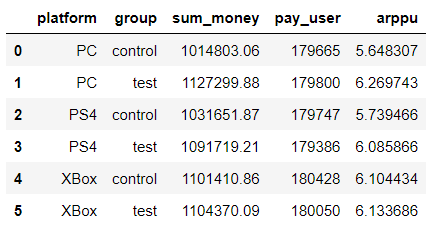 platform group sum_money pay_user arppu
0 PC control 1014803.06 179665 5.648307
1 PC test 1127299.88 179800 6.269743
2 PS4 control 1031651.87 179747 5.739466
3 PS4 test 1091719.21 179386 6.085866
4 XBox control 1101410.86 180428 6.104434
5 XBox test 1104370.09 180050 6.133686